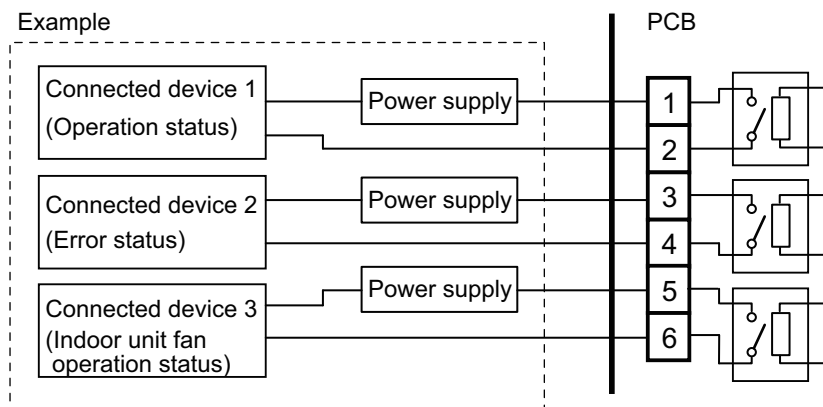 Example
PCB
Connected device 1
(Operation status)
Power supply
1
2
Connected device 2
(Error status)
Power supply
3
4
Connected device 3
(Indoor unit fan
operation status)
Power supply
5
6